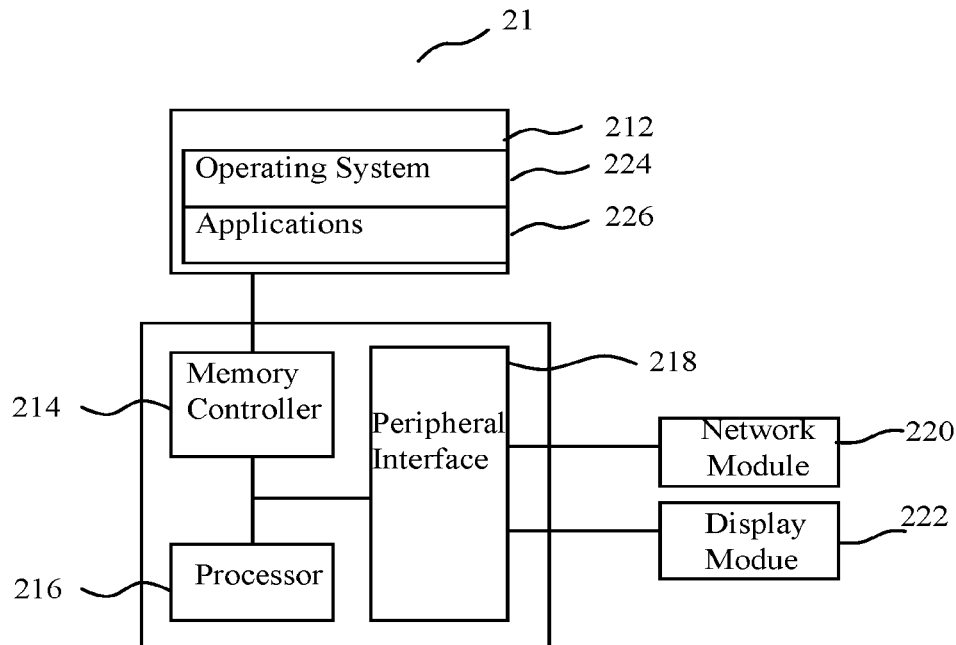 21
212
Operating System
224
Applications
226
Memory
Controller
214
218
Peripheral
Interface
Network
Module
220
Display
Modue
222
Processor
216